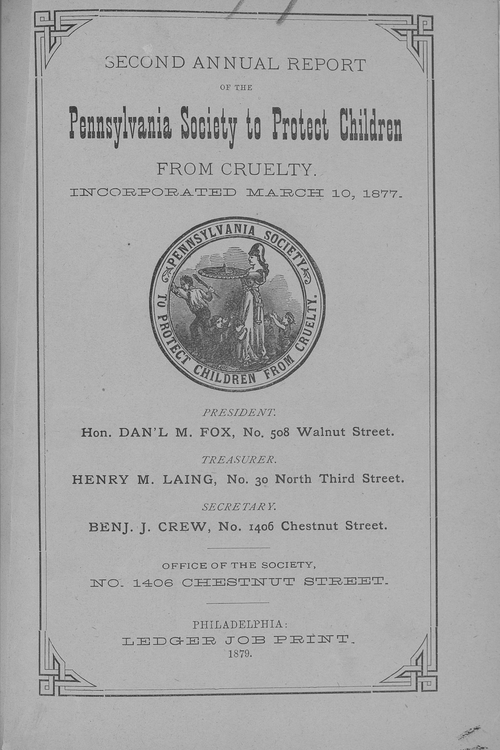 SECOND ANNUAL REPORT
OF THE
Pennsylvania Society to Protect Children
FROM CRUELTY.
INCORPORATED MARCH 10, 1877.
PENNSYLVANIA SOCIETY
TO PROTECT CHILDREN FROM CRUELTY.
PRESIDENT.
Hon. DAN'L M. FOX, No. 508 Walnut Street.
TREASURER.
HENRY M. LAING, No. 30 North Third Street.
SECRETARY.
BENJ. J. CREW, No. 1406 Chestnut Street.
OFFICE OF THE SOCIETY,
NO. 1406 CHESTNUT STREET.
PHILADELPHIA:
LEDGER JOB PRINT.
1879.